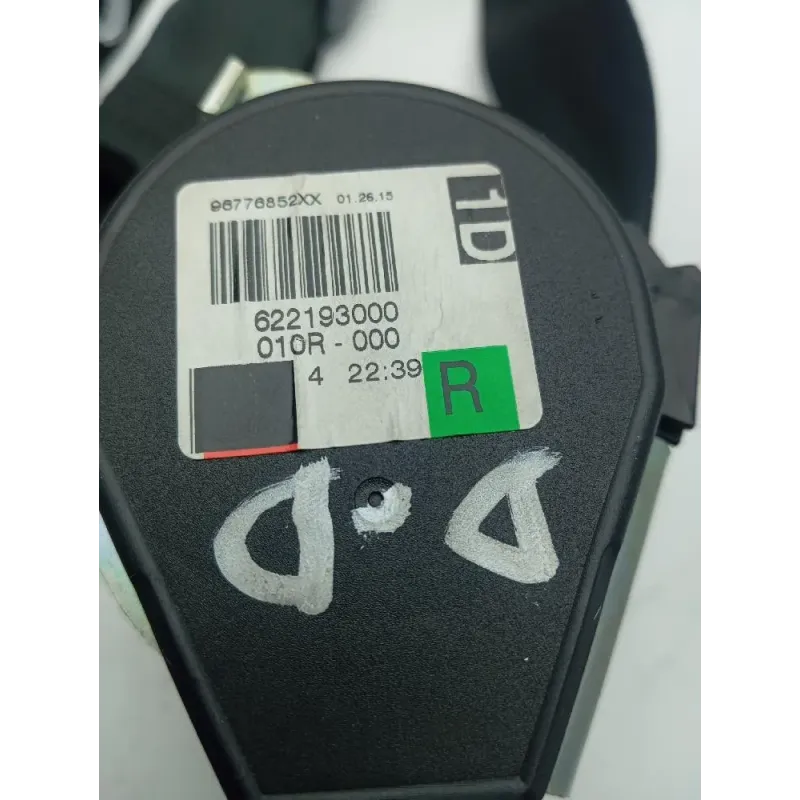 96776852XX 01.26.15
1D
622193000
010R - 000
4 22:39
R
D.D